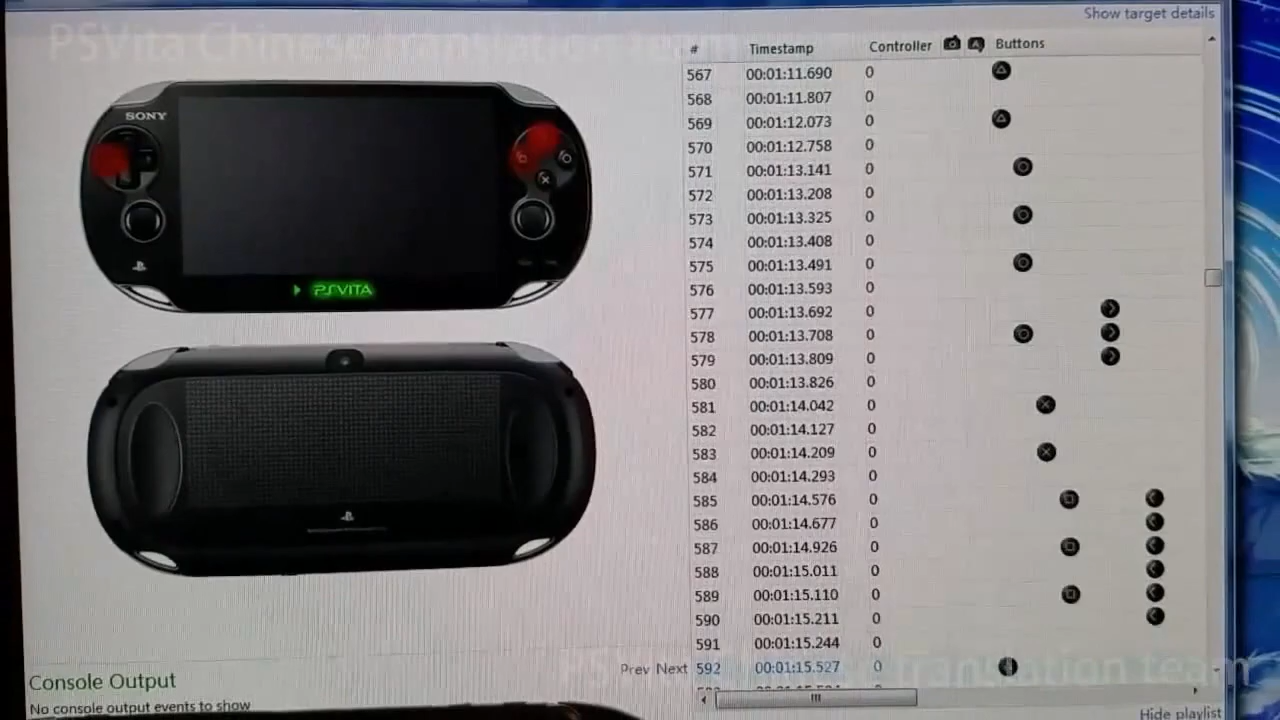 Show target details
PSVita Chinese translation team
# Timestamp Controller Buttons
567 00:01:11.690 0
568 00:01:11.807 0
569 00:01:12.073 0
570 00:01:12.758 0
571 00:01:13.141 0
572 00:01:13.208 0
573 00:01:13.325 0
574 00:01:13.408 0
575 00:01:13.491 0
576 00:01:13.593 0
577 00:01:13.692 0
578 00:01:13.708 0
579 00:01:13.809 0
580 00:01:13.826 0
581 00:01:14.042 0
582 00:01:14.127 0
583 00:01:14.209 0
584 00:01:14.293 0
585 00:01:14.576 0
586 00:01:14.677 0
587 00:01:14.926 0
588 00:01:15.011 0
589 00:01:15.110 0
590 00:01:15.211 0
591 00:01:15.244 0
Prev Next 592 00:01:15.527 0
SONY
PSVITA
Console Output
No console output events to show
Translation team
Hide playlist